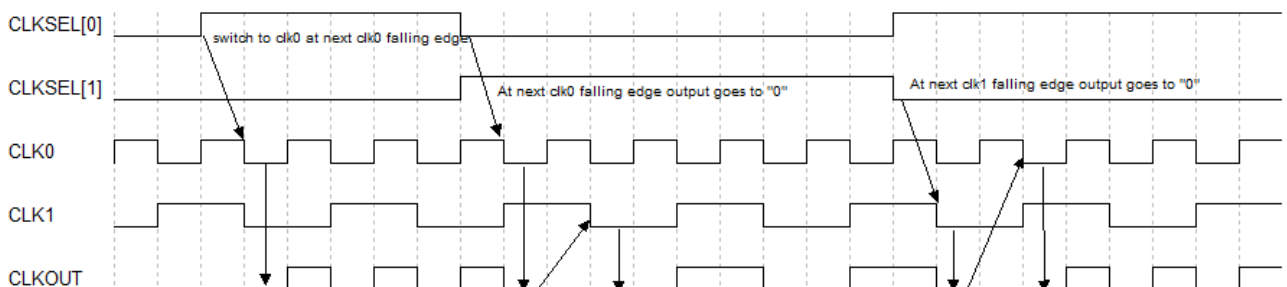 CLKSEL[0]
switch to clk0 at next clk0 falling edge
CLKSEL[1]
At next clk0 falling edge output goes to "0"
At next clk1 falling edge output goes to "0"
CLK0
CLK1
CLKOUT